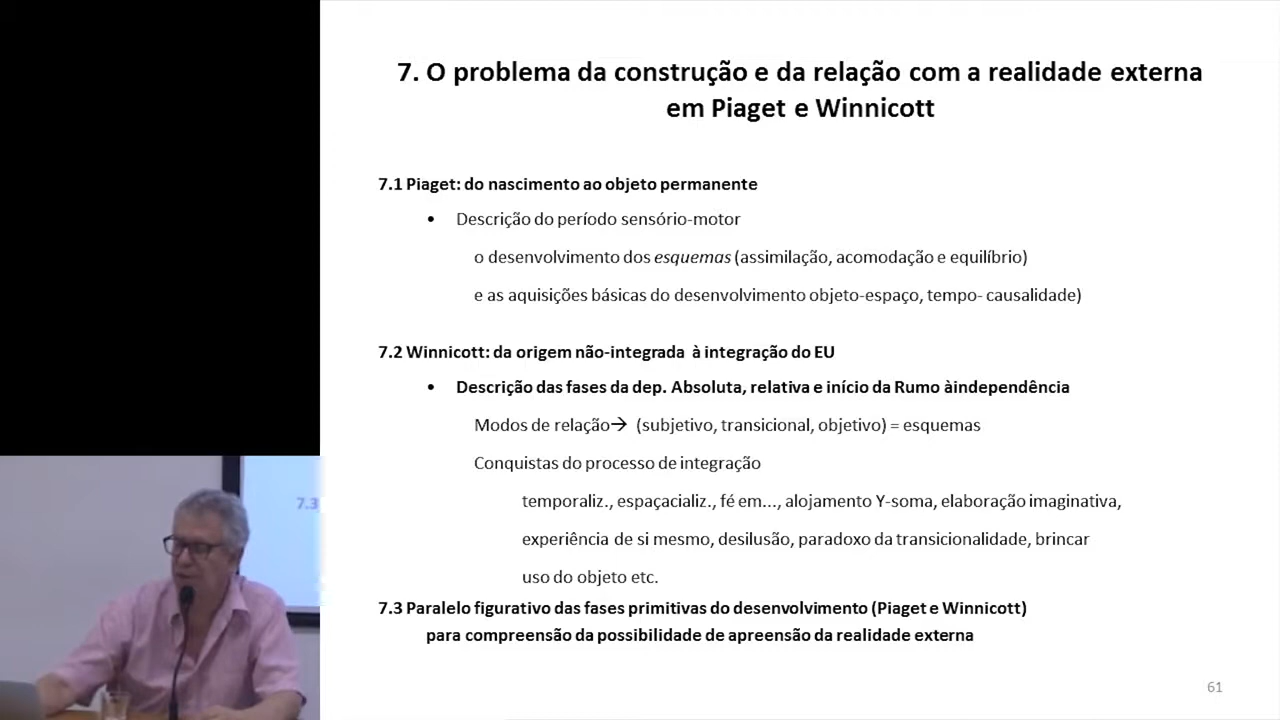 7. O problema da construção e da relação com a realidade externa
em Piaget e Winnicott
7.1 Piaget: do nascimento ao objeto permanente
• Descrição do período sensório-motor
o desenvolvimento dos esquemas (assimilação, acomodação e equilíbrio)
e as aquisições básicas do desenvolvimento objeto-espaço, tempo- causalidade)
7.2 Winnicott: da origem não-integrada à integração do EU
• Descrição das fases da dep. Absoluta, relativa e início da Rumo àindependência
Modos de relação→ (subjetivo, transicional, objetivo) = esquemas
Conquistas do processo de integração
temporaliz., espaçacializ., fé em..., alojamento Y-soma, elaboração imaginativa,
experiência de si mesmo, desilusão, paradoxo da transicionalidade, brincar
uso do objeto etc.
7.3
7.3 Paralelo figurativo das fases primitivas do desenvolvimento (Piaget e Winnicott)
para compreensão da possibilidade de apreensão da realidade externa
61